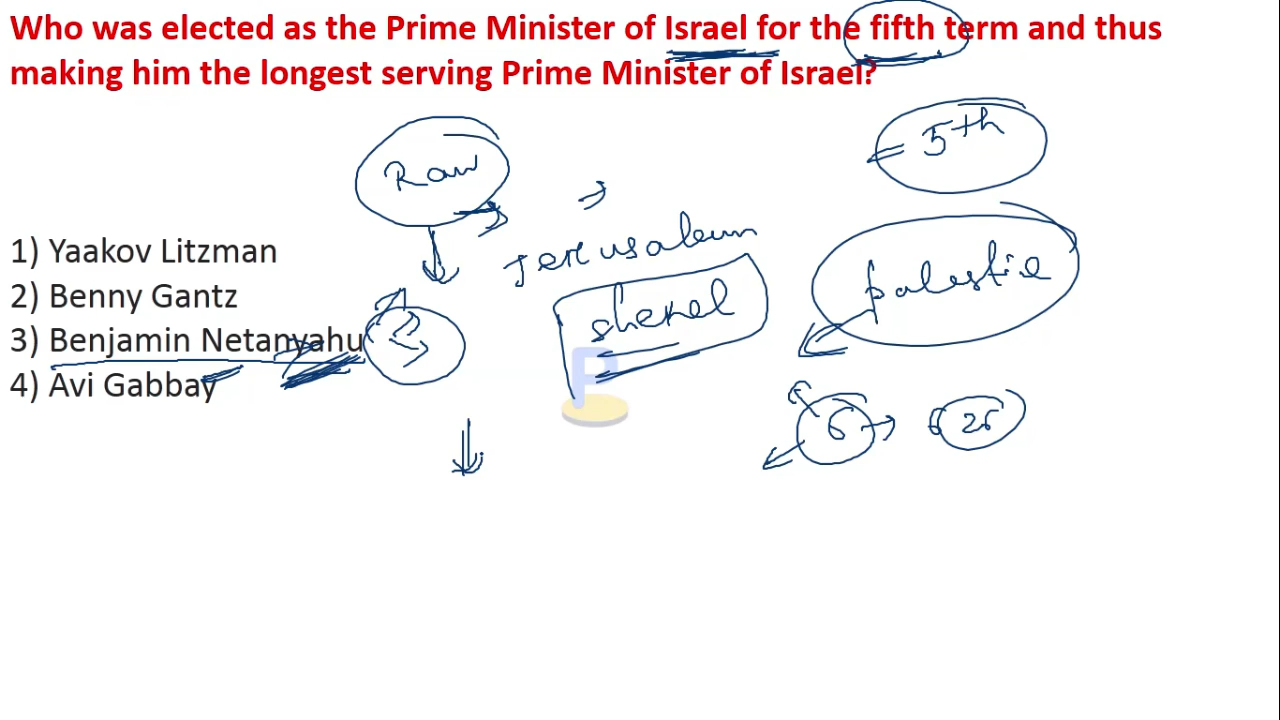 Who was elected as the Prime Minister of Israel for the fifth term and thus
making him the longest serving Prime Minister of Israel?
5th
Raw
Jerusalem
1) Yaakov Litzman
palestine
2) Benny Gantz
shekel
3) Benjamin Netanyahu
4) Avi Gabbay
P
6